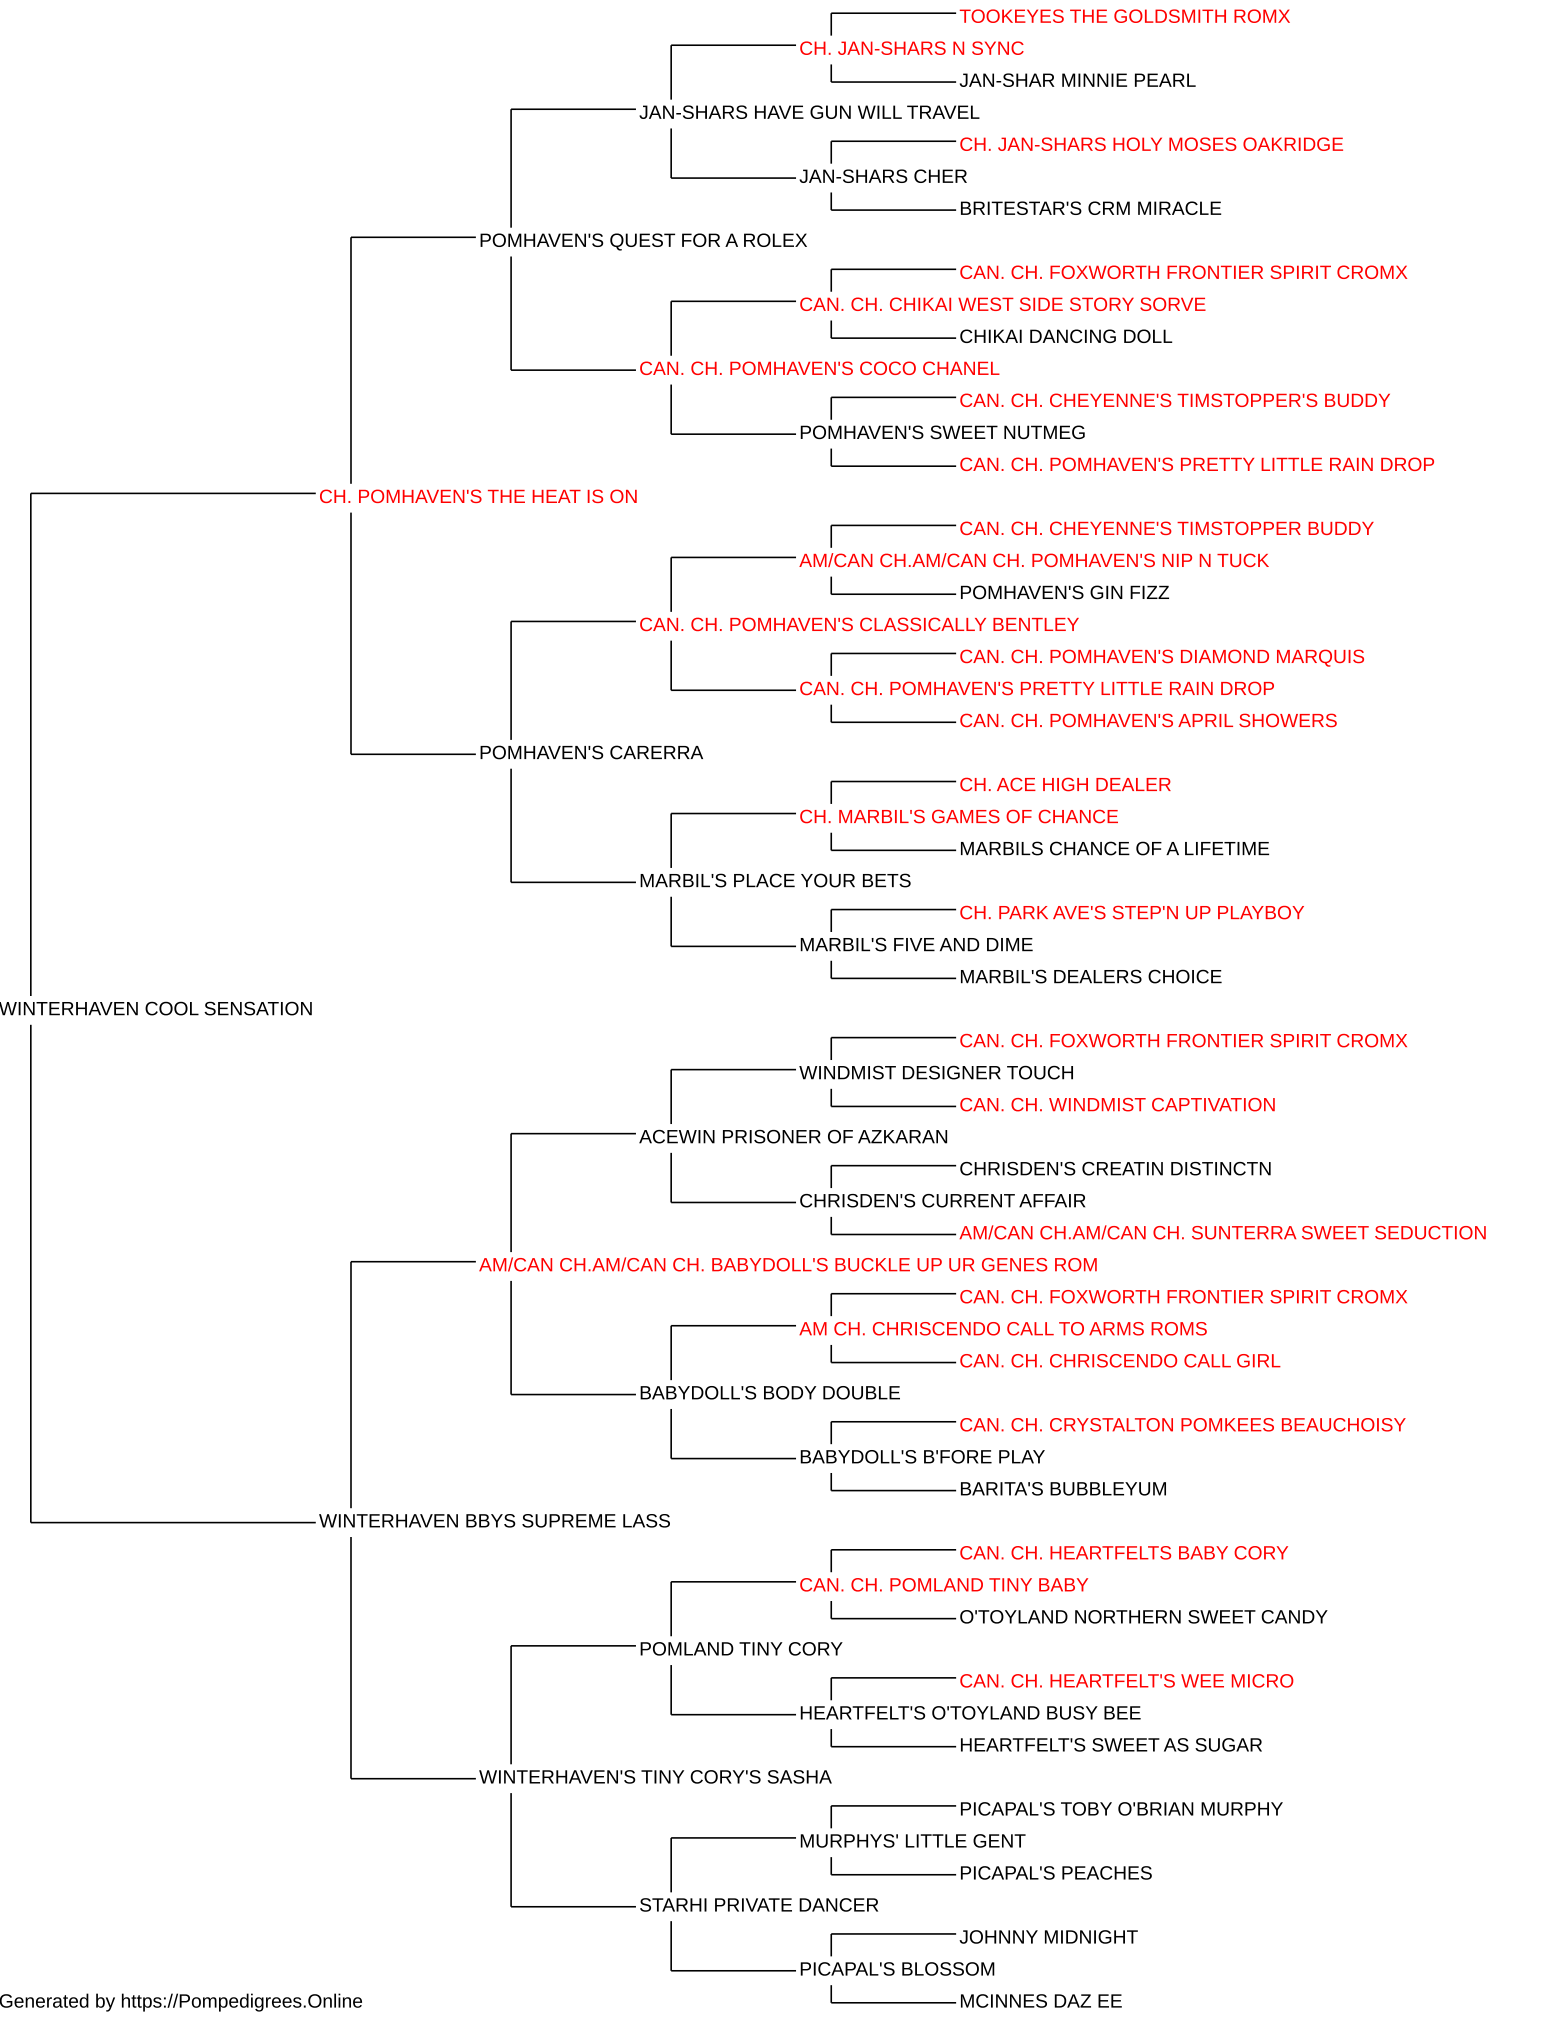 TOOKEYES THE GOLDSMITH ROMX
CH. JAN-SHARS N SYNC
JAN-SHAR MINNIE PEARL
JAN-SHARS HAVE GUN WILL TRAVEL
CH. JAN-SHARS HOLY MOSES OAKRIDGE
JAN-SHARS CHER
BRITESTAR'S CRM MIRACLE
POMHAVEN'S QUEST FOR A ROLEX
CAN. CH. FOXWORTH FRONTIER SPIRIT CROMX
CAN. CH. CHIKAI WEST SIDE STORY SORVE
CHIKAI DANCING DOLL
CAN. CH. POMHAVEN'S COCO CHANEL
CAN. CH. CHEYENNE'S TIMSTOPPER'S BUDDY
POMHAVEN'S SWEET NUTMEG
CAN. CH. POMHAVEN'S PRETTY LITTLE RAIN DROP
CH. POMHAVEN'S THE HEAT IS ON
CAN. CH. CHEYENNE'S TIMSTOPPER BUDDY
AM/CAN CH.AM/CAN CH. POMHAVEN'S NIP N TUCK
POMHAVEN'S GIN FIZZ
CAN. CH. POMHAVEN'S CLASSICALLY BENTLEY
CAN. CH. POMHAVEN'S DIAMOND MARQUIS
CAN. CH. POMHAVEN'S PRETTY LITTLE RAIN DROP
CAN. CH. POMHAVEN'S APRIL SHOWERS
POMHAVEN'S CARERRA
CH. ACE HIGH DEALER
CH. MARBIL'S GAMES OF CHANCE
MARBILS CHANCE OF A LIFETIME
MARBIL'S PLACE YOUR BETS
CH. PARK AVE'S STEP'N UP PLAYBOY
MARBIL'S FIVE AND DIME
MARBIL'S DEALERS CHOICE
WINTERHAVEN COOL SENSATION
CAN. CH. FOXWORTH FRONTIER SPIRIT CROMX
WINDMIST DESIGNER TOUCH
CAN. CH. WINDMIST CAPTIVATION
ACEWIN PRISONER OF AZKARAN
CHRISDEN'S CREATIN DISTINCTN
CHRISDEN'S CURRENT AFFAIR
AM/CAN CH.AM/CAN CH. SUNTERRA SWEET SEDUCTION
AM/CAN CH.AM/CAN CH. BABYDOLL'S BUCKLE UP UR GENES ROM
CAN. CH. FOXWORTH FRONTIER SPIRIT CROMX
AM CH. CHRISCENDO CALL TO ARMS ROMS
CAN. CH. CHRISCENDO CALL GIRL
BABYDOLL'S BODY DOUBLE
CAN. CH. CRYSTALTON POMKEES BEAUCHOISY
BABYDOLL'S B'FORE PLAY
BARITA'S BUBBLEYUM
WINTERHAVEN BBYS SUPREME LASS
CAN. CH. HEARTFELTS BABY CORY
CAN. CH. POMLAND TINY BABY
O'TOYLAND NORTHERN SWEET CANDY
POMLAND TINY CORY
CAN. CH. HEARTFELT'S WEE MICRO
HEARTFELT'S O'TOYLAND BUSY BEE
HEARTFELT'S SWEET AS SUGAR
WINTERHAVEN'S TINY CORY'S SASHA
PICAPAL'S TOBY O'BRIAN MURPHY
MURPHYS' LITTLE GENT
PICAPAL'S PEACHES
STARHI PRIVATE DANCER
JOHNNY MIDNIGHT
PICAPAL'S BLOSSOM
MCINNES DAZ EE
Generated by https://Pompedigrees.Online